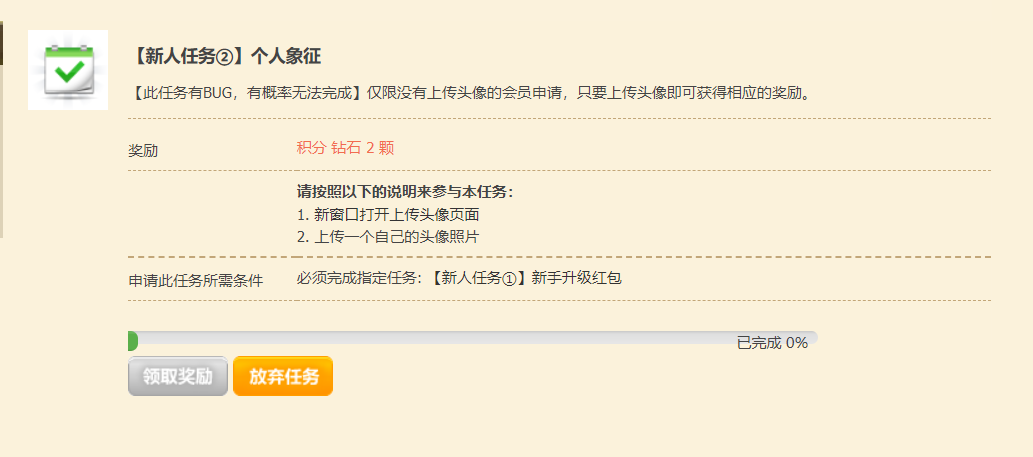 【新人任务②】个人象征
【此任务有BUG，有概率无法完成】仅限没有上传头像的会员申请，只要上传头像即可获得相应的奖励。
奖励
积分 钻石 2 颗
请按照以下的说明来参与本任务：
1. 新窗口打开上传头像页面
2. 上传一个自己的头像照片
申请此任务所需条件
必须完成指定任务：【新人任务①】新手升级红包
已完成 0%
领取奖励
放弃任务